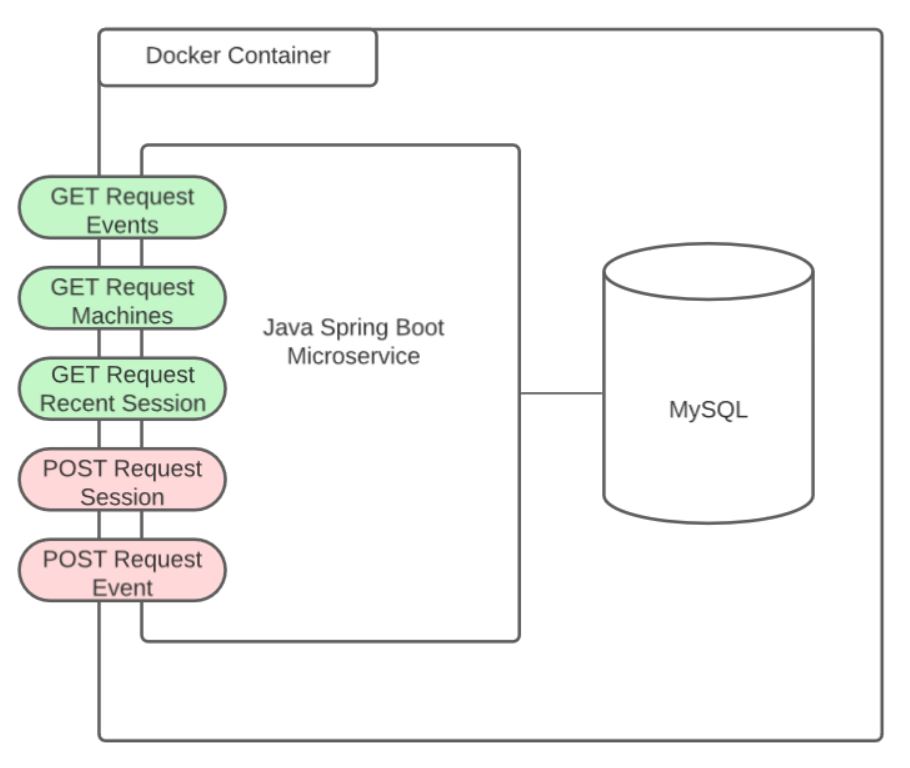 Docker Container
GET Request
Events
GET Request
Machines
GET Request
Recent Session
POST Request
Session
POST Request
Event
Java Spring Boot
Microservice
MySQL